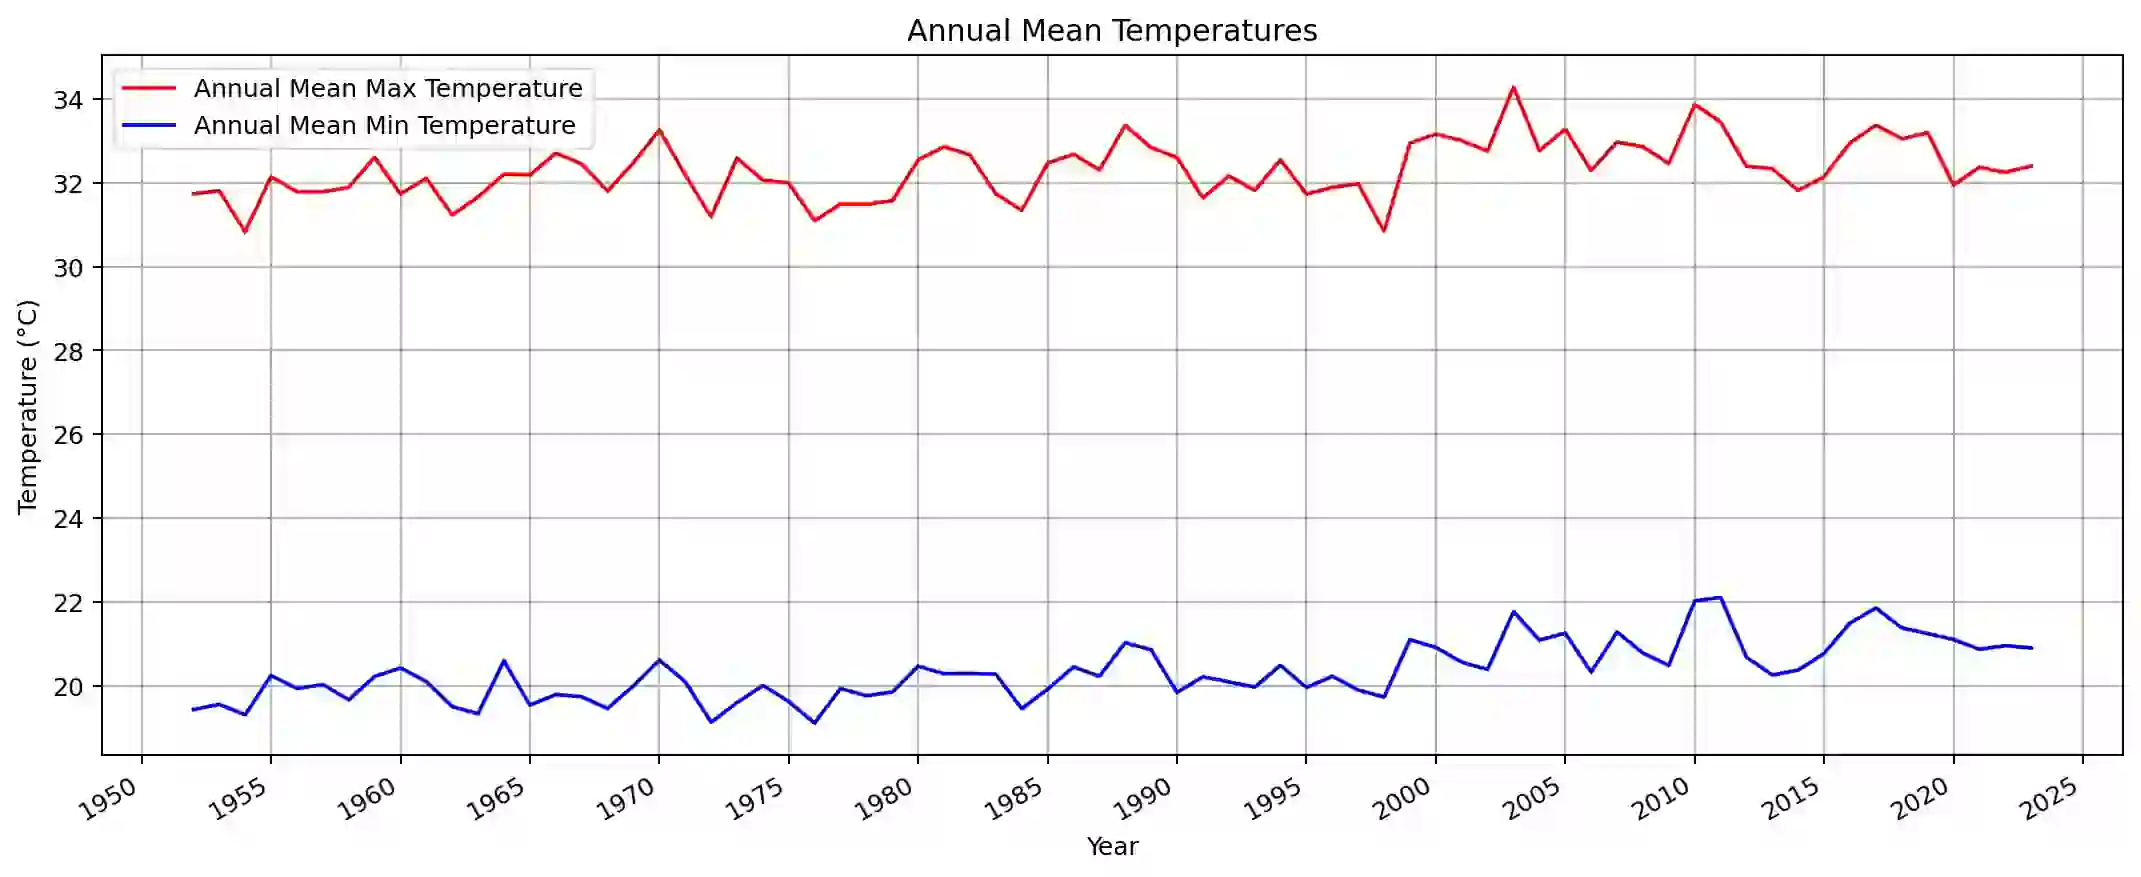 Annual Mean Temperatures
Annual Mean Max Temperature
Annual Mean Min Temperature
34
32
30
28
26
24
22
20
Temperature (°C)
1950 1955 1960 1965 1970 1975 1980 1985 1990 1995 2000 2005 2010 2015 2020 2025
Year